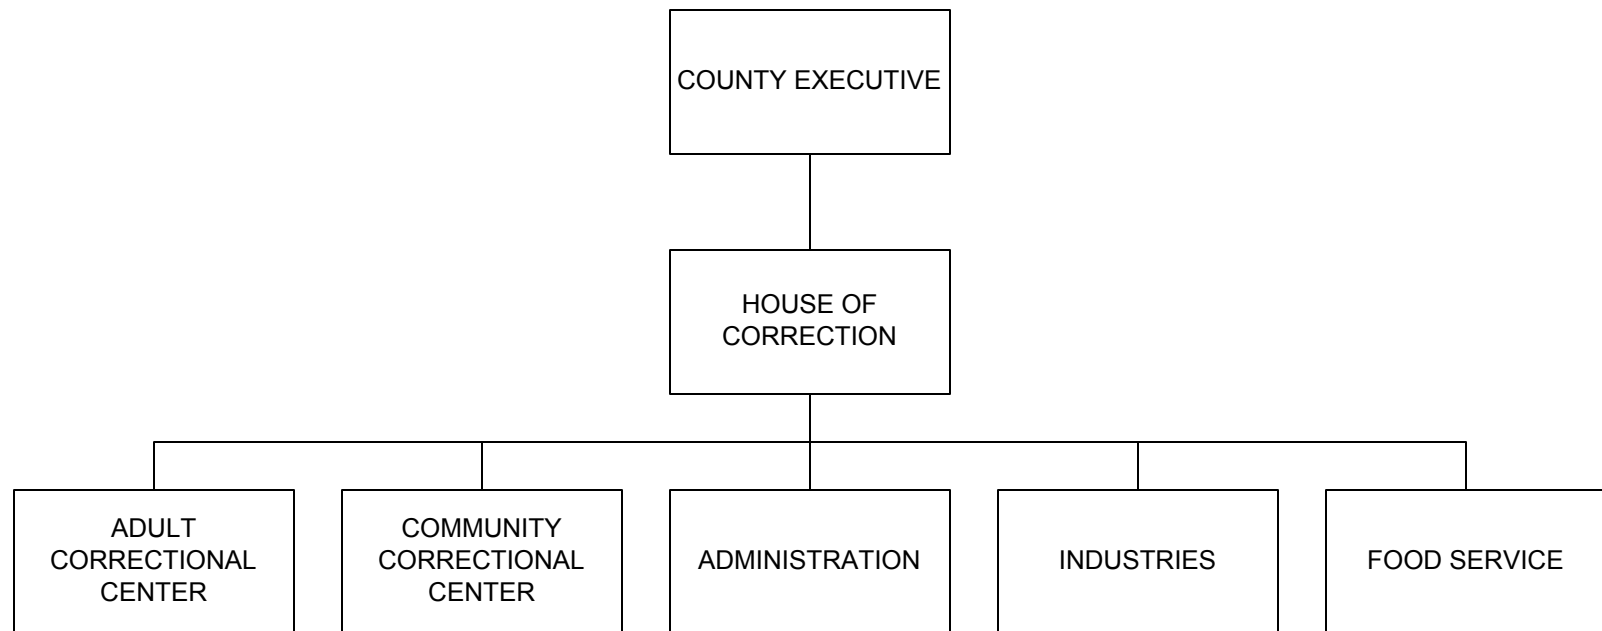 COUNTY EXECUTIVE
HOUSE OF
CORRECTION
ADULT
CORRECTIONAL
CENTER
COMMUNITY
CORRECTIONAL
CENTER
ADMINISTRATION
INDUSTRIES
FOOD SERVICE